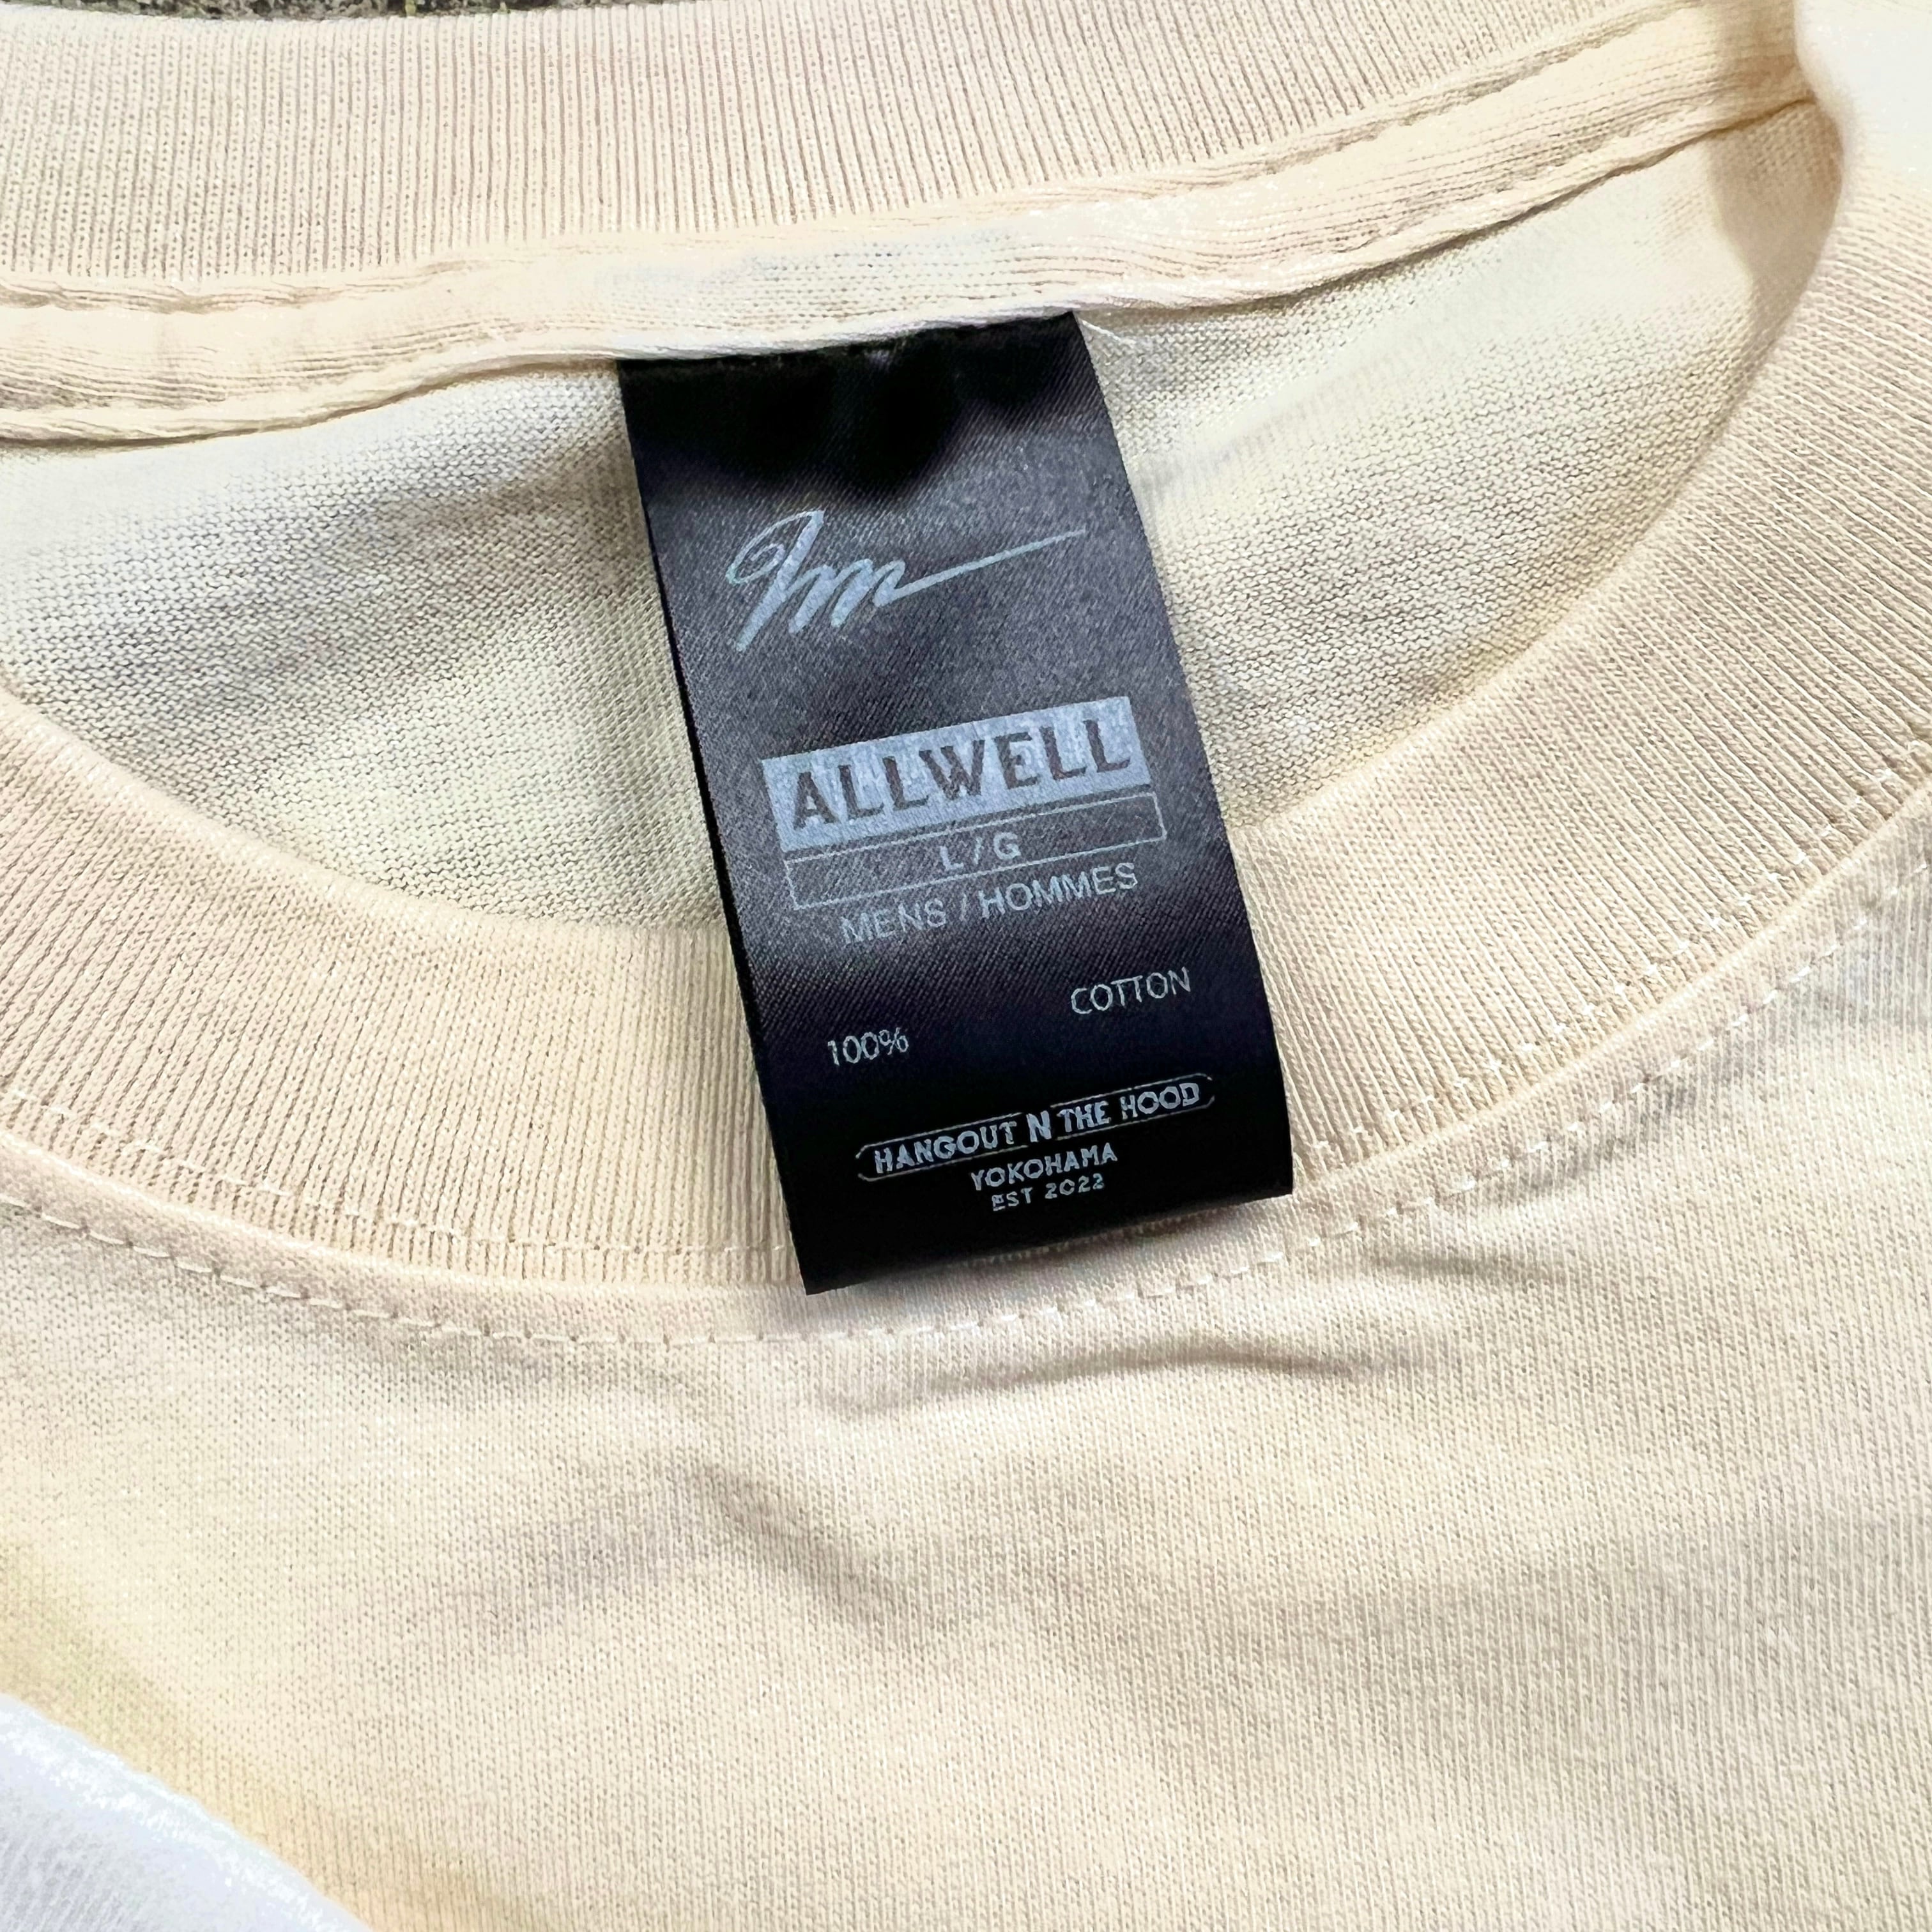 ALLWELL
L / G
MENS / HOMMES
100% COTTON
HANGOUT N THE HOOD
YOKOHAMA
EST 2022